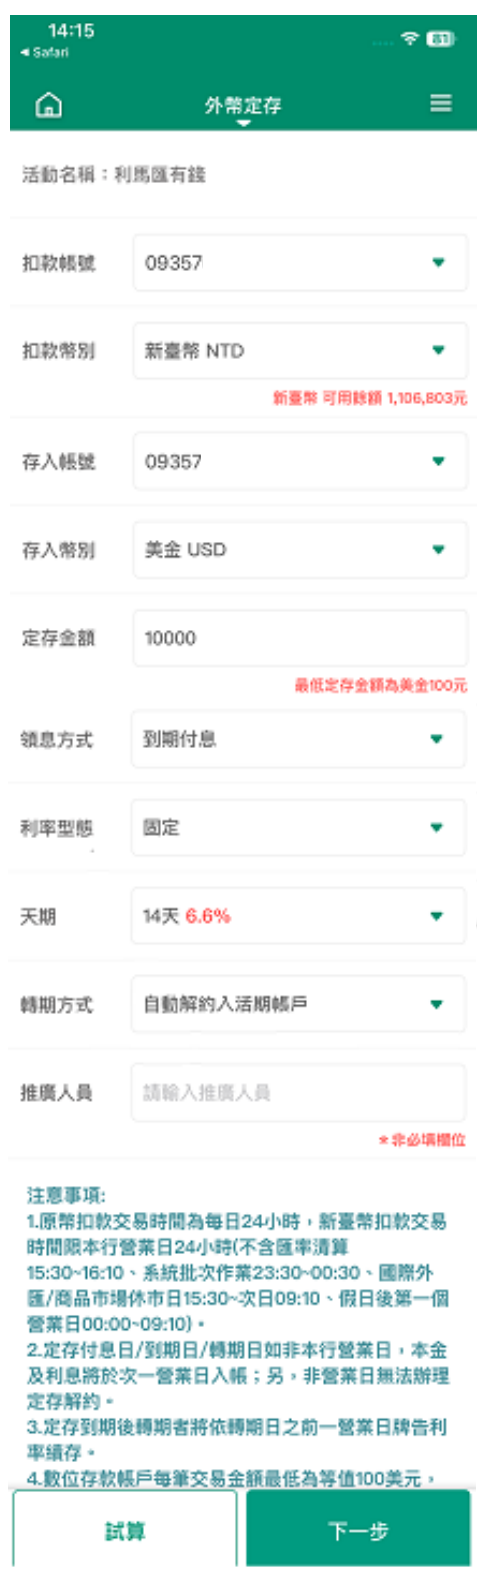 14:15
81
◀ Safari
外幣定存
活動名稱：利馬匯有錢
扣款帳號 09357
扣款幣別 新臺幣 NTD
新臺幣 可用餘額 1,106,803元
存入帳號 09357
存入幣別 美金 USD
定存金額 10000
最低定存金額為美金100元
領息方式 到期付息
利率型態 固定
天期 14天 6.6%
轉期方式 自動解約入活期帳戶
推廣人員 請輸入推廣人員
＊非必填欄位
注意事項:
1.原幣扣款交易時間為每日24小時，新臺幣扣款交易
時間限本行營業日24小時(不含匯率清算
15:30~16:10、系統批次作業23:30~00:30、國際外
匯/商品市場休市日15:30~次日09:10、假日後第一個
營業日00:00~09:10)。
2.定存付息日/到期日/轉期日如非本行營業日，本金
及利息將於次一營業日入帳；另，非營業日無法辦理
定存解約。
3.定存到期後轉期者將依轉期日之前一營業日牌告利
率續存。
4.數位存款帳戶每筆交易金額最低為等值100美元，
試算 下一步